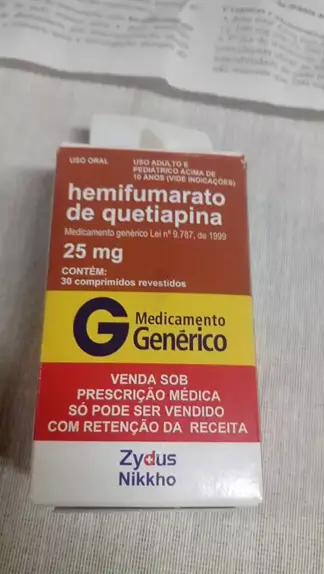 USO ORAL
USO ADULTO E
PEDIÁTRICO ACIMA DE
10 ANOS (VIDE INDICAÇÕES)
hemifumarato
de quetiapina
Medicamento genérico Lei nº 9.787, de 1999
25 mg
CONTÉM:
30 comprimidos revestidos
G Medicamento
Genérico
VENDA SOB
PRESCRIÇÃO MÉDICA
SÓ PODE SER VENDIDO
COM RETENÇÃO DA RECEITA
Zydus
Nikkho